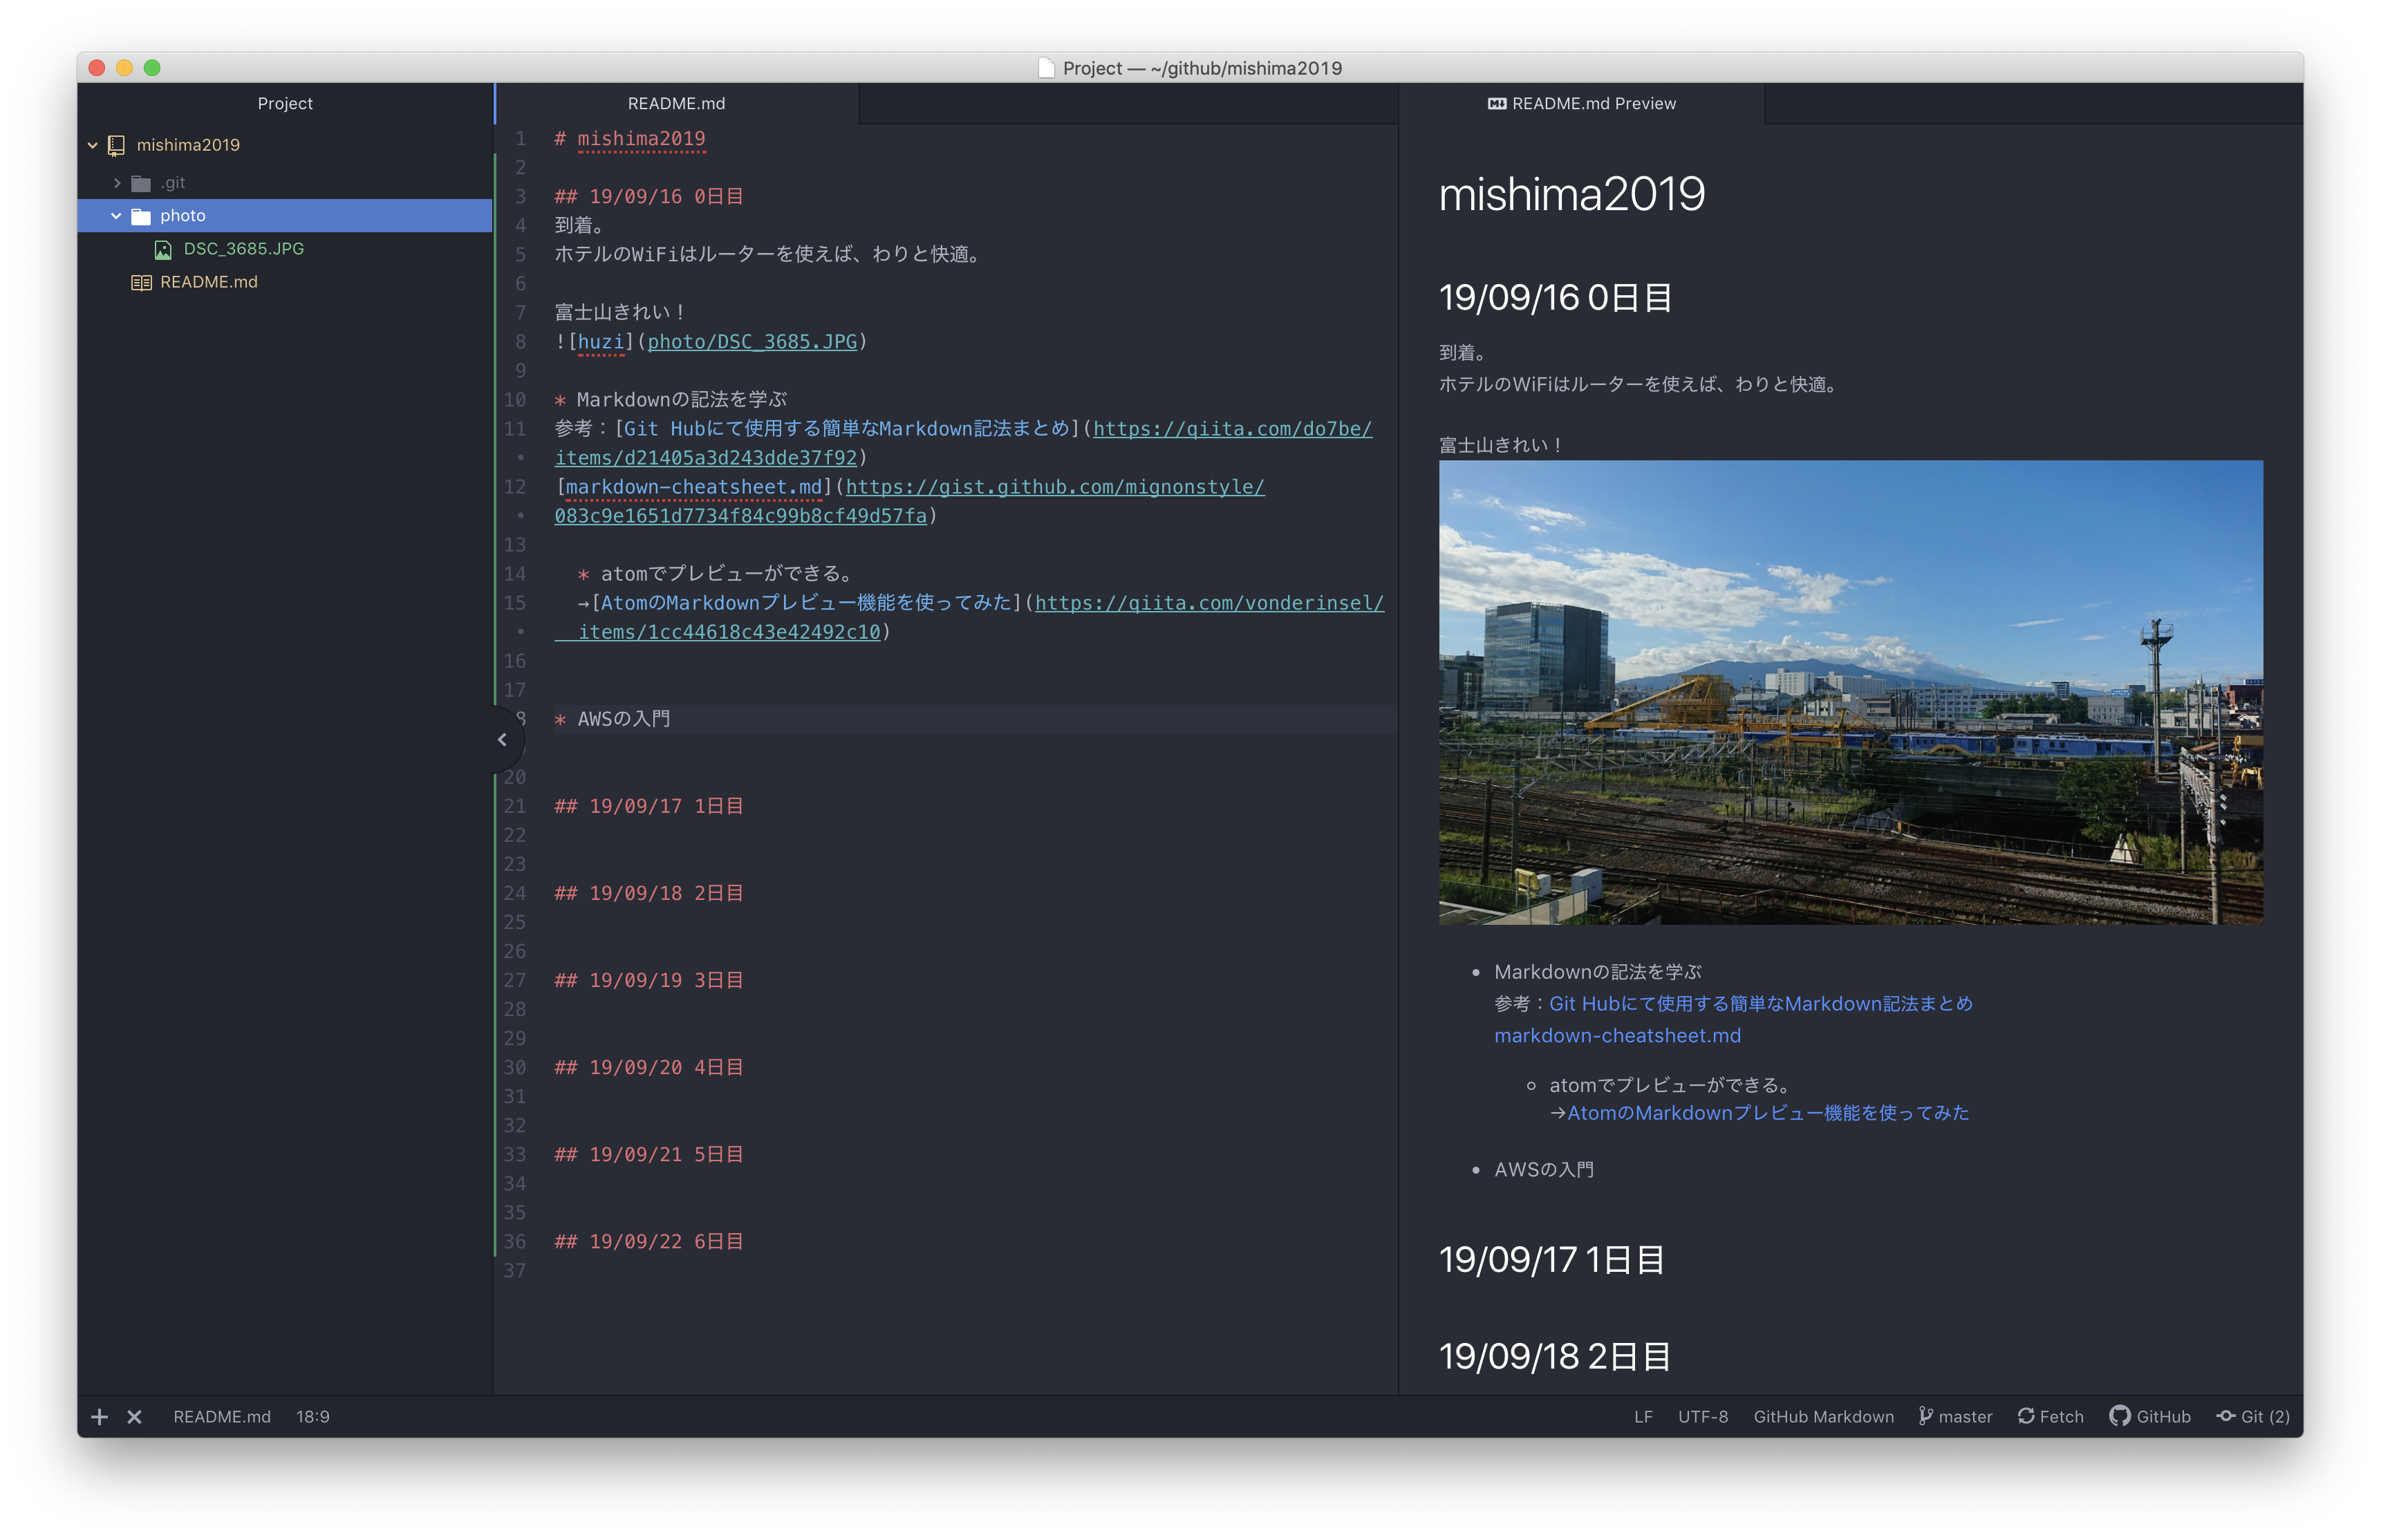 Project — ~/github/mishima2019
Project
mishima2019
.git
photo
DSC_3685.JPG
README.md
README.md
1 # mishima2019
2
3 ## 19/09/16 0日目
4 到着。
5 ホテルのWiFiはルーターを使えば、わりと快適。
6
7 富士山きれい！
8 ![huzi](photo/DSC_3685.JPG)
9
10 * Markdownの記法を学ぶ
11 参考：[Git Hubにて使用する簡単なMarkdown記法まとめ](https://qiita.com/do7be/
• items/d21405a3d243dde37f92)
12 [markdown-cheatsheet.md](https://gist.github.com/mignonstyle/
• 083c9e1651d7734f84c99b8cf49d57fa)
13
14 * atomでプレビューができる。
15 →[AtomのMarkdownプレビュー機能を使ってみた](https://qiita.com/vonderinsel/
• items/1cc44618c43e42492c10)
16
17
8 * AWSの入門
20
21 ## 19/09/17 1日目
22
23
24 ## 19/09/18 2日目
25
26
27 ## 19/09/19 3日目
28
29
30 ## 19/09/20 4日目
31
32
33 ## 19/09/21 5日目
34
35
36 ## 19/09/22 6日目
37
README.md Preview
mishima2019
19/09/16 0日目
到着。
ホテルのWiFiはルーターを使えば、わりと快適。
富士山きれい！
• Markdownの記法を学ぶ
参考：Git Hubにて使用する簡単なMarkdown記法まとめ
markdown-cheatsheet.md
◦ atomでプレビューができる。
→AtomのMarkdownプレビュー機能を使ってみた
• AWSの入門
19/09/17 1日目
19/09/18 2日目
README.md 18:9
LF UTF-8 GitHub Markdown master Fetch GitHub Git (2)